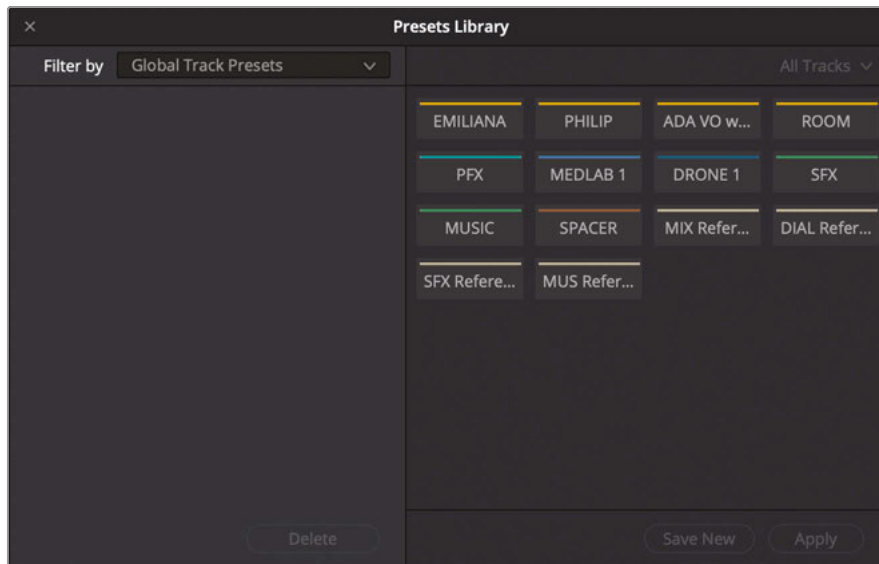 × Presets Library
Filter by Global Track Presets All Tracks
EMILIANA PHILIP ADA VO w... ROOM
PFX MEDLAB 1 DRONE 1 SFX
MUSIC SPACER MIX Refer... DIAL Refer...
SFX Refere... MUS Refer...
Delete Save New Apply